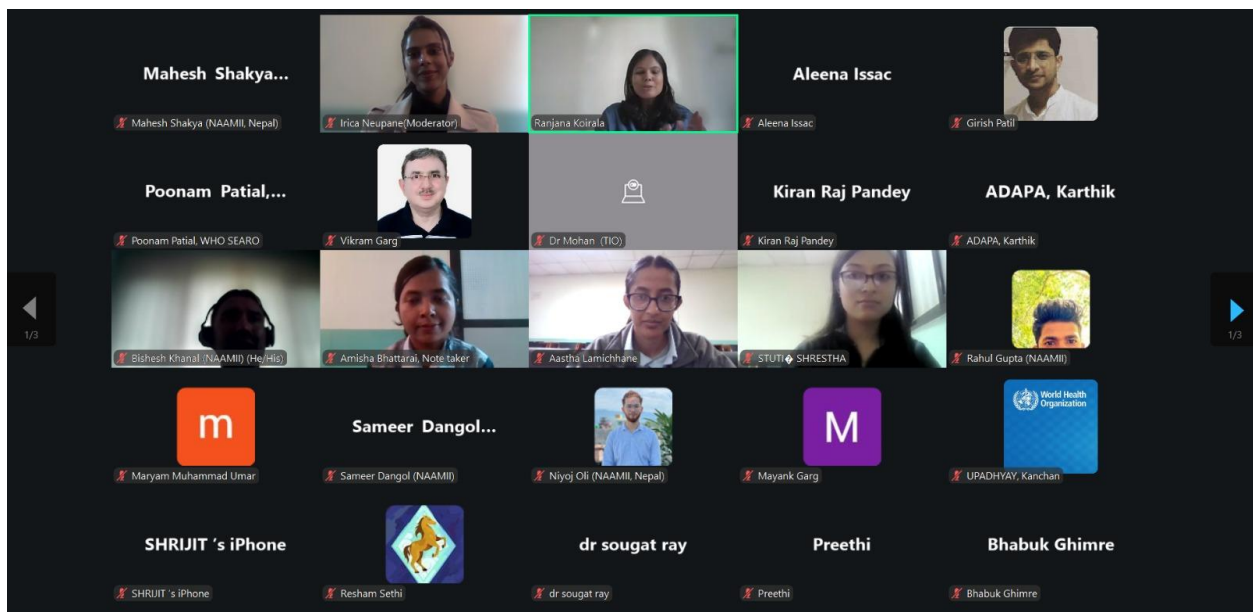 Mahesh Shakya...
Mahesh Shakya (NAAMII, Nepal)
Irica Neupane(Moderator)
Ranjana Koirala
Aleena Issac
Aleena Issac
Girish Patil
Poonam Patial,...
Poonam Patial, WHO SEARO
Vikram Garg
Dr Mohan (TIO)
Kiran Raj Pandey
Kiran Raj Pandey
ADAPA, Karthik
ADAPA, Karthik
1/3
Bishesh Khanal (NAAMII) (He/His)
Amisha Bhattarai, Note taker
Aastha Lamichhane
STUTI� SHRESTHA
Rahul Gupta (NAAMII)
1/3
m
Maryam Muhammad Umar
Sameer Dangol...
Sameer Dangol (NAAMII)
Niyoj Oli (NAAMII, Nepal)
M
Mayank Garg
World Health
Organization
UPADHYAY, Kanchan
SHRIJIT 's iPhone
SHRIJIT 's iPhone
Resham Sethi
dr sougat ray
dr sougat ray
Preethi
Preethi
Bhabuk Ghimre
Bhabuk Ghimre